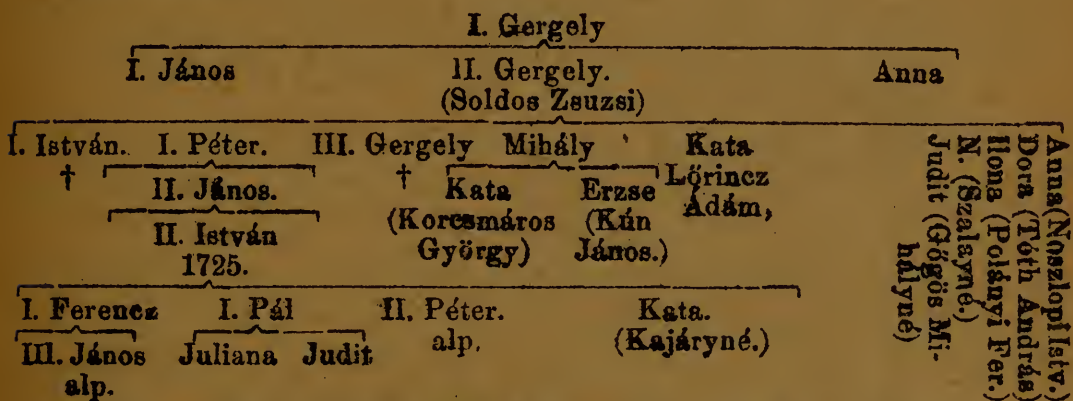 I. Gergely
I. János II. Gergely. Anna
(Soldos Zsuzsi)
I. István. I. Péter. III. Gergely Mihály Kata
† † Kata Erzse Lőrincz
II. János. (Korcsmáros (Kún Ádám,
II. István György) János.)
1725.
Anna(Noszlopi Istv.)
Dora (Tóth András)
Ilona (Polányi Fer.)
N. (Szalayné.)
Judit (Gőgös Mi-
hályné)
I. Ferencz I. Pál II. Péter. Kata.
III. János Juliana Judit alp. (Kajáryné.)
alp.